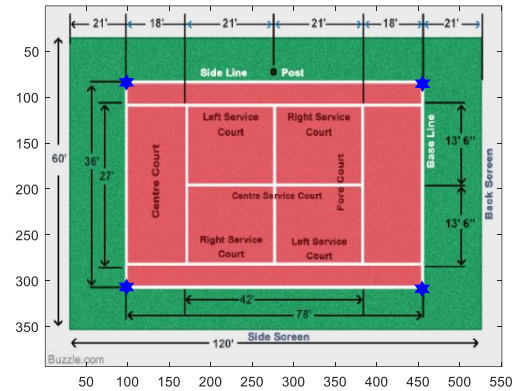 21' 18' 21' 21' 18' 21'
50
Side Line Post
100
Left Service Court
Right Service Court
13' 6"
Base Line
150
60'
36'
27'
Centre Court
Fore Court
Back Screen
200
Centre Service Court
13' 6"
250
Right Service Court
Left Service Court
300
42'
78'
350
Side Screen
120'
Buzzle.com
50 100 150 200 250 300 350 400 450 500 550